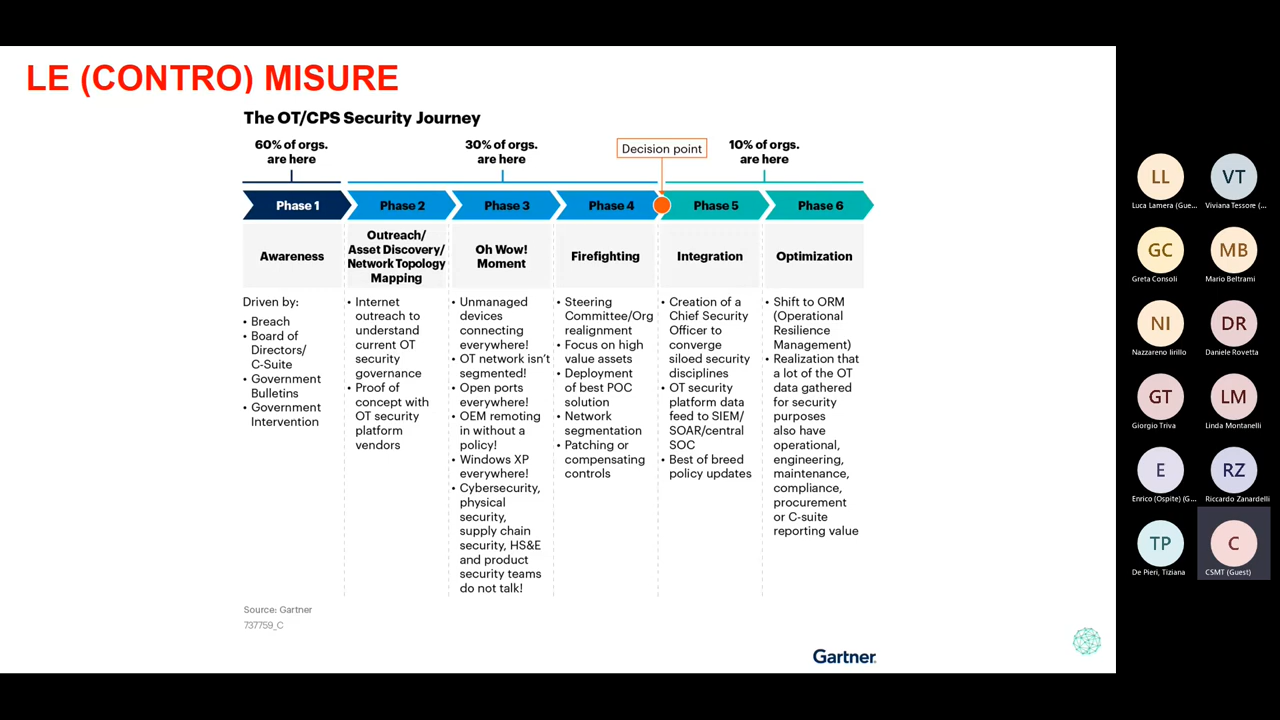 LE (CONTRO) MISURE
The OT/CPS Security Journey
60% of orgs.
are here
30% of orgs.
are here
Decision point
10% of orgs.
are here
Phase 1
Phase 2
Phase 3
Phase 4
Phase 5
Phase 6
Awareness
Outreach/
Asset Discovery/
Network Topology
Mapping
Oh Wow!
Moment
Firefighting
Integration
Optimization
Driven by:
• Breach
• Board of
Directors/
C-Suite
• Government
Bulletins
• Government
Intervention
• Internet
outreach to
understand
current OT
security
governance
• Proof of
concept with
OT security
platform
vendors
• Unmanaged
devices
connecting
everywhere!
• OT network isn't
segmented!
• Open ports
everywhere!
• OEM remoting
in without a
policy!
• Windows XP
everywhere!
• Cybersecurity,
physical
security,
supply chain
security, HS&E
and product
security teams
do not talk!
• Steering
Committee/Org
realignment
• Focus on high
value assets
• Deployment
of best POC
solution
• Network
segmentation
• Patching or
compensating
controls
• Creation of a
Chief Security
Officer to
converge
siloed security
disciplines
• OT security
platform data
feed to SIEM/
SOAR/central
SOC
• Best of breed
policy updates
• Shift to ORM
(Operational
Resilience
Management)
• Realization that
a lot of the OT
data gathered
for security
purposes
also have
operational,
engineering,
maintenance,
compliance,
procurement
or C-suite
reporting value
Source: Gartner
737759_C
Gartner
LL
Luca Lamera (Gue...
VT
Viviana Tessore (...
GC
Greta Consoli
MB
Mario Beltrami
NI
Nazzareno Iirillo
DR
Daniele Rovetta
GT
Giorgio Triva
LM
Linda Montanelli
E
Enrico (Ospite) (G...
RZ
Riccardo Zanardelli
TP
De Pieri, Tiziana
C
CSMT (Guest)